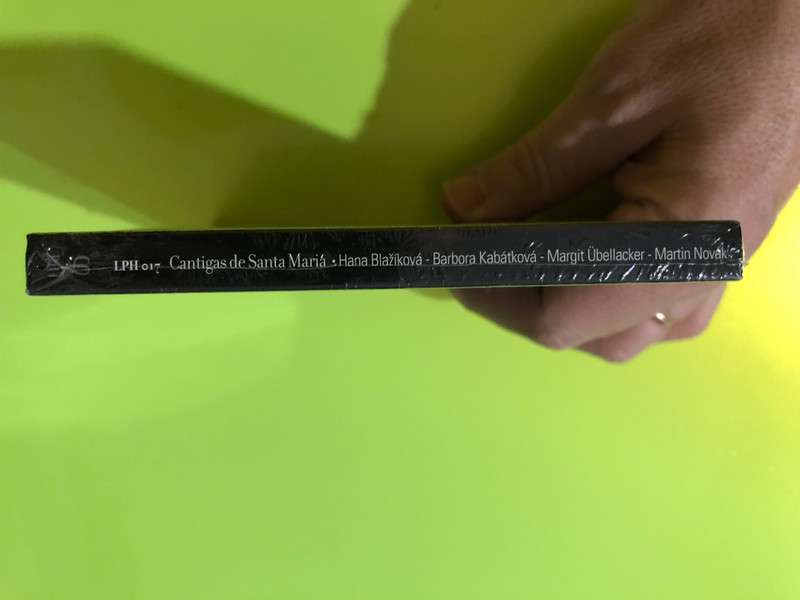 LPH 017 Cantigas de Santa Mariá · Hana Blažíková - Barbora Kabátková - Margit Übellacker - Martin Novák